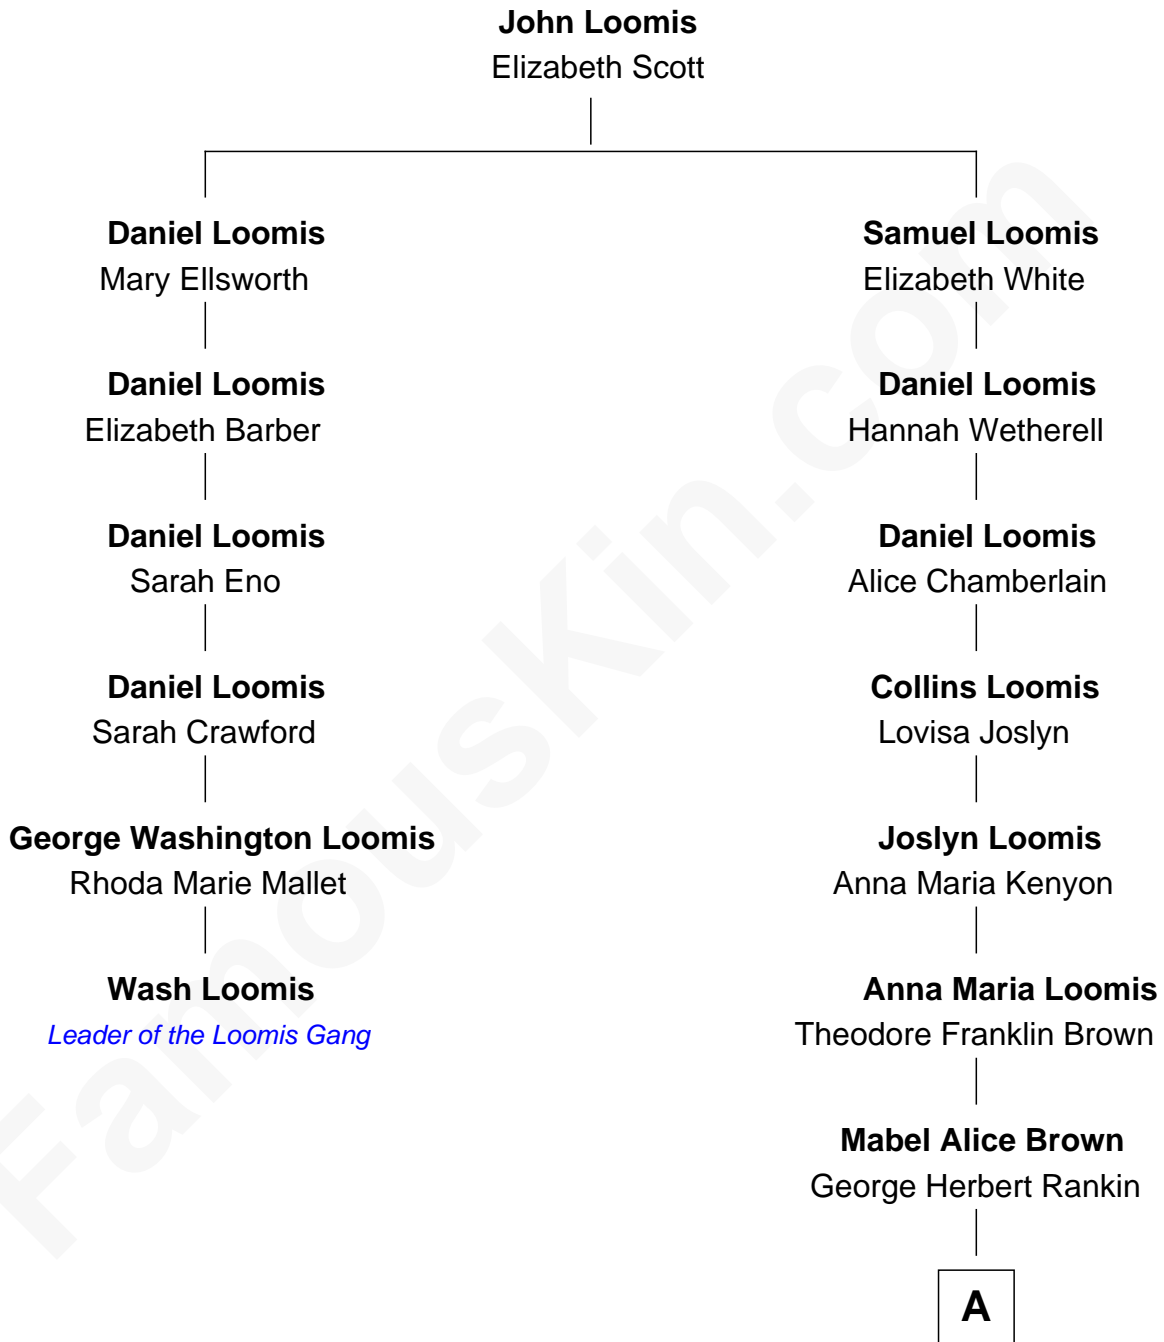 John Loomis
Elizabeth Scott
Daniel Loomis
Mary Ellsworth
Daniel Loomis
Elizabeth Barber
Daniel Loomis
Sarah Eno
Daniel Loomis
Sarah Crawford
George Washington Loomis
Rhoda Marie Mallet
Wash Loomis
Leader of the Loomis Gang
Samuel Loomis
Elizabeth White
Daniel Loomis
Hannah Wetherell
Daniel Loomis
Alice Chamberlain
Collins Loomis
Lovisa Joslyn
Joslyn Loomis
Anna Maria Kenyon
Anna Maria Loomis
Theodore Franklin Brown
Mabel Alice Brown
George Herbert Rankin
A
FamousKin.com